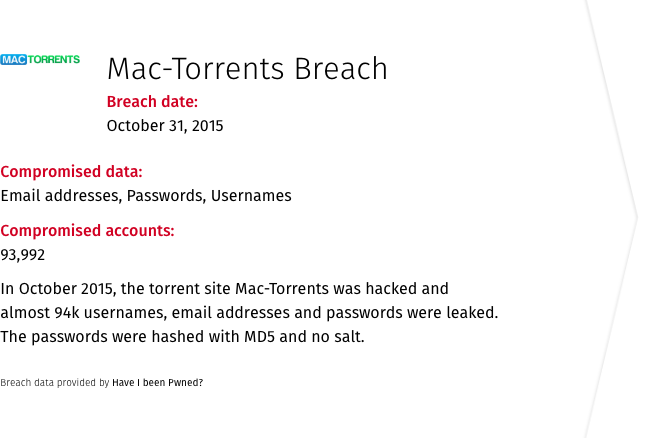 MACTORRENTS
Mac-Torrents Breach
Breach date:
October 31, 2015
Compromised data:
Email addresses, Passwords, Usernames
Compromised accounts:
93,992
In October 2015, the torrent site Mac-Torrents was hacked and
almost 94k usernames, email addresses and passwords were leaked.
The passwords were hashed with MD5 and no salt.
Breach data provided by Have I been Pwned?